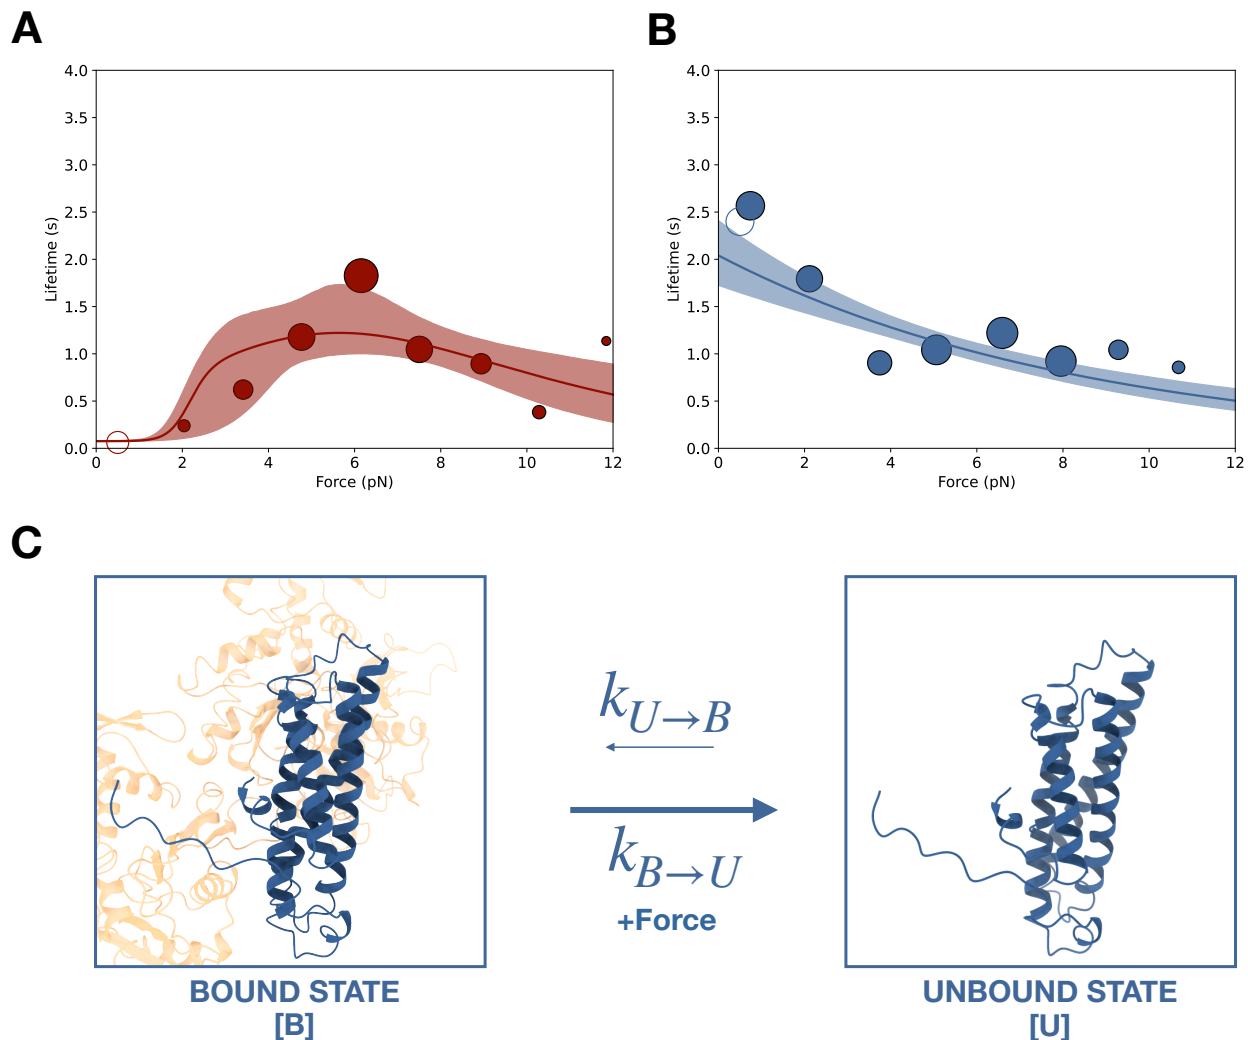 A
B
4.0
3.5
3.0
2.5
2.0
1.5
1.0
0.5
0.0
Lifetime (s)
0 2 4 6 8 10 12
Force (pN)
4.0
3.5
3.0
2.5
2.0
1.5
1.0
0.5
0.0
Lifetime (s)
0 2 4 6 8 10 12
Force (pN)
C
k U→B
k B→U
+Force
BOUND STATE
[B]
UNBOUND STATE
[U]